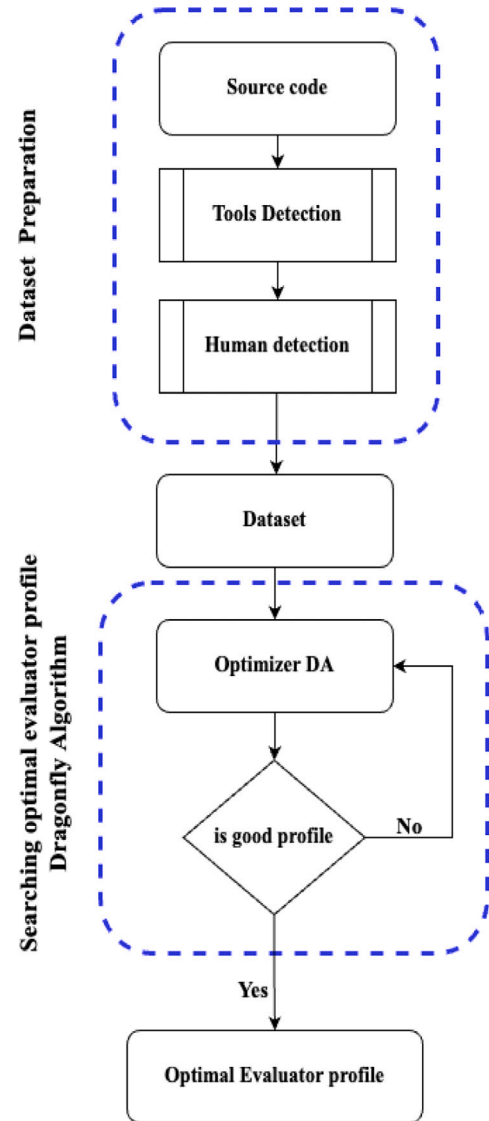 Dataset Preparation
Source code
Tools Detection
Human detection
Dataset
Searching optimal evaluator profile
Dragonfly Algorithm
Optimizer DA
is good profile
No
Yes
Optimal Evaluator profile